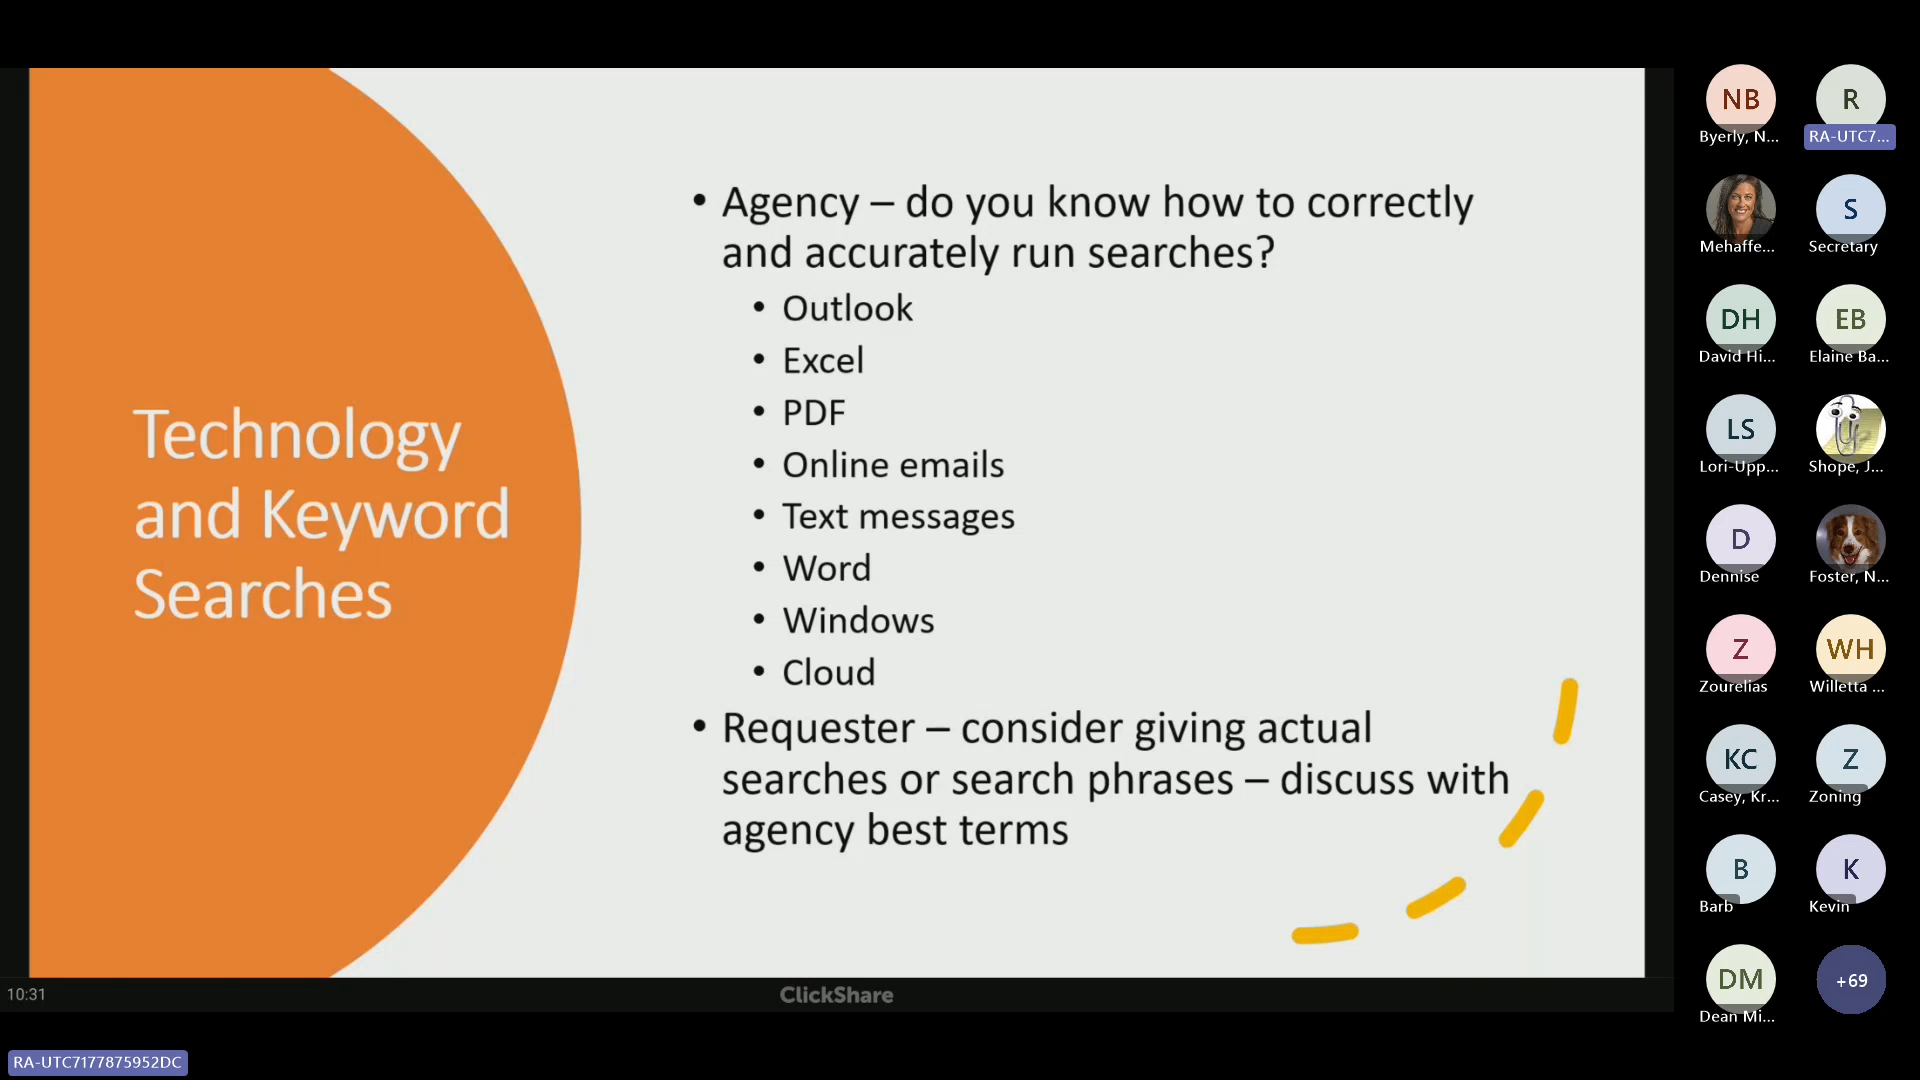 Technology
and Keyword
Searches
• Agency – do you know how to correctly
and accurately run searches?
• Outlook
• Excel
• PDF
• Online emails
• Text messages
• Word
• Windows
• Cloud
• Requester – consider giving actual
searches or search phrases – discuss with
agency best terms
10:31
ClickShare
RA-UTC7177875952DC
NB
Byerly, N...
R
RA-UTC7...
Mehaffe...
S
Secretary
DH
David Hi...
EB
Elaine Ba...
LS
Lori-Upp...
Shope, J...
D
Dennise
Foster, N...
Z
Zourelias
WH
Willetta ...
KC
Casey, Kr...
Z
Zoning
B
Barb
K
Kevin
DM
Dean Mi...
+69